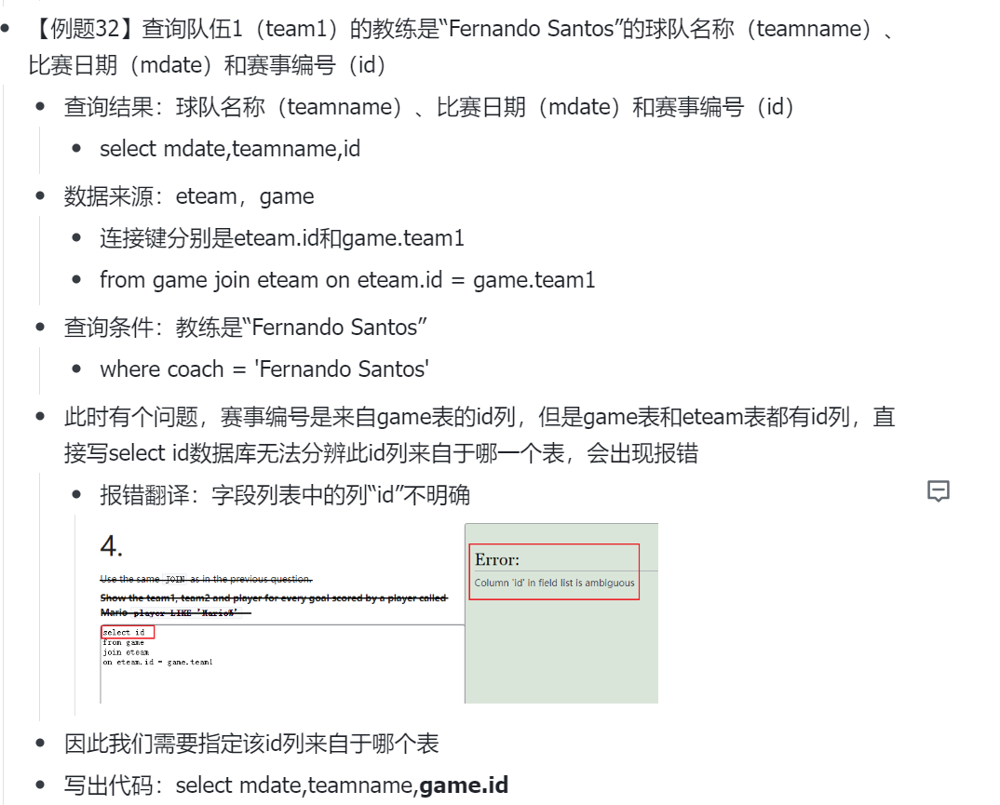 【例题32】查询队伍1（team1）的教练是“Fernando Santos”的球队名称（teamname）、
比赛日期（mdate）和赛事编号（id）
查询结果：球队名称（teamname）、比赛日期（mdate）和赛事编号（id）
select mdate,teamname,id
数据来源：eteam，game
连接键分别是eteam.id和game.team1
from game join eteam on eteam.id = game.team1
查询条件：教练是“Fernando Santos”
where coach = 'Fernando Santos'
此时有个问题，赛事编号是来自game表的id列，但是game表和eteam表都有id列，直
接写select id数据库无法分辨此id列来自于哪一个表，会出现报错
报错翻译：字段列表中的列“id”不明确
4.
Use the same JOIN as in the previous question.
Show the team1, team2 and player for every goal scored by a player called
Mario player LIKE 'Mario%'
select id
from game
join eteam
on eteam.id = game.team1
Error:
Column 'id' in field list is ambiguous
因此我们需要指定该id列来自于哪个表
写出代码：select mdate,teamname,game.id